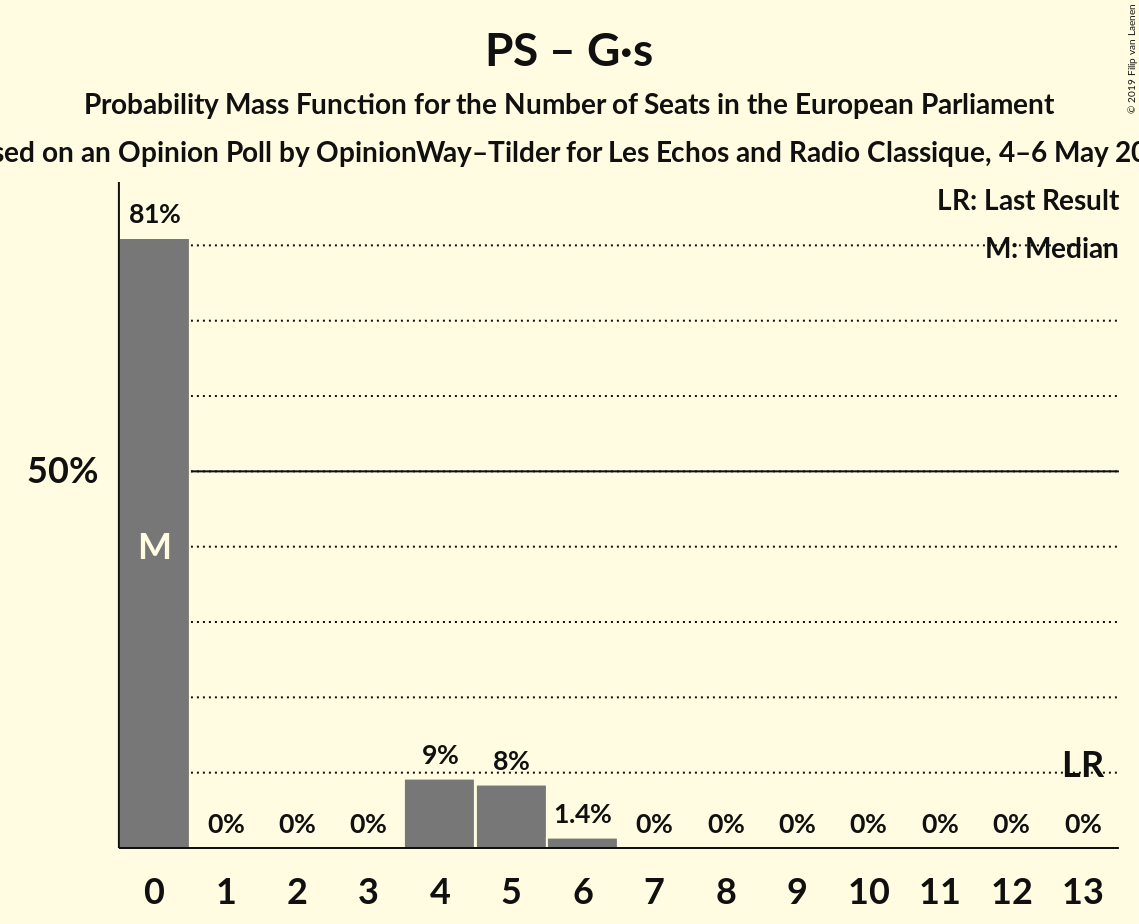 PS – G•s
Probability Mass Function for the Number of Seats in the European Parliament
on an Opinion Poll by OpinionWay–Tilder for Les Echos and Radio Classique, 4–6 May
© 2019 Filip van Laenen
LR: Last Result
M: Median
81%
50%
M
9%
8%
LR
1.4%
0% 0% 0% 0% 0% 0% 0% 0% 0% 0%
0 1 2 3 4 5 6 7 8 9 10 11 12 13